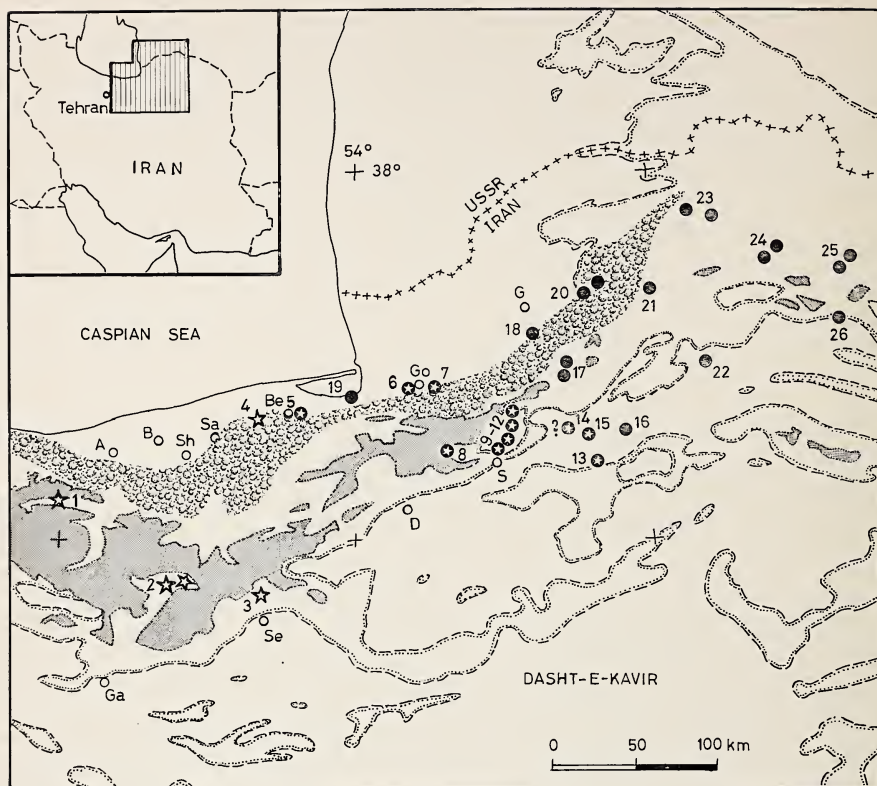 Tehran
IRAN
54°
38°
USSR
IRAN
CASPIAN SEA
23
24
25
20
21
G
18
26
19
6
Go
7
17
22
4
Be
5
A
B
Sh
Sa
8
9-12
?
14
15
16
13
S
1
D
2
3
Se
Ga
DASHT-E-KAVIR
0
50
100 km